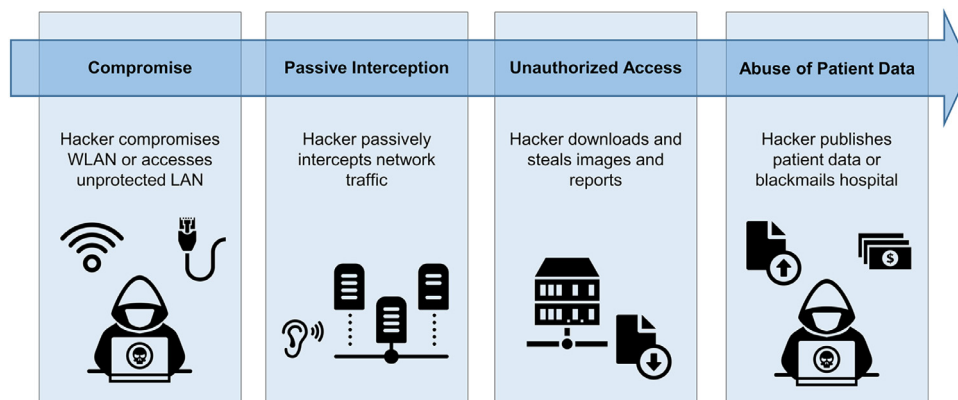 Compromise
Hacker compromises
WLAN or accesses
unprotected LAN
Passive Interception
Hacker passively
intercepts network
traffic
Unauthorized Access
Hacker downloads and
steals images and
reports
Abuse of Patient Data
Hacker publishes
patient data or
blackmails hospital
$